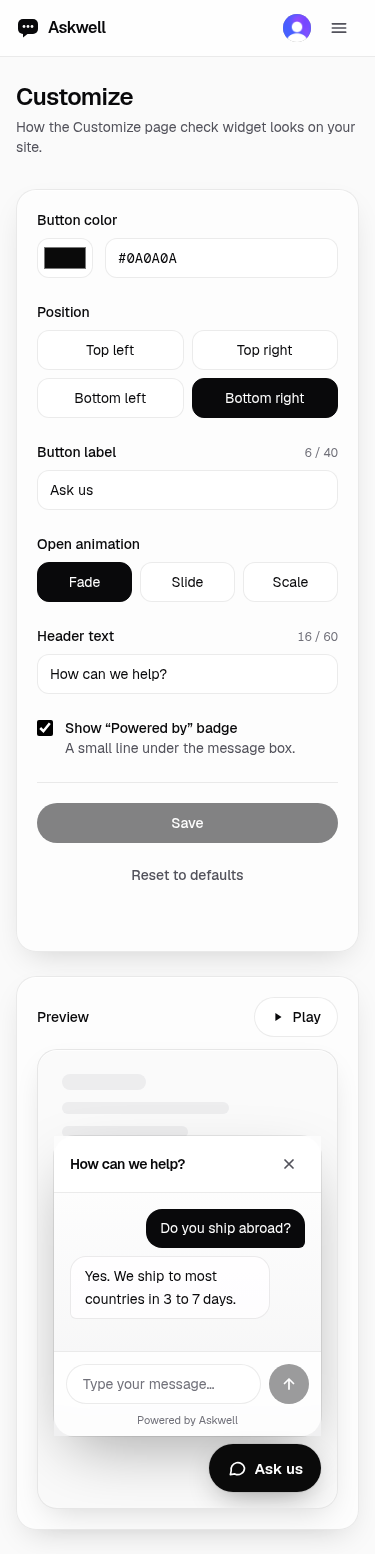 Askwell
Customize
How the Customize page check widget looks on your
site.
Button color
#0A0A0A
Position
Top left
Top right
Bottom left
Bottom right
Button label
6 / 40
Ask us
Open animation
Fade
Slide
Scale
Header text
16 / 60
How can we help?
Show “Powered by” badge
A small line under the message box.
Save
Reset to defaults
Preview
Play
How can we help?
Do you ship abroad?
Yes. We ship to most
countries in 3 to 7 days.
Type your message...
Powered by Askwell
Ask us